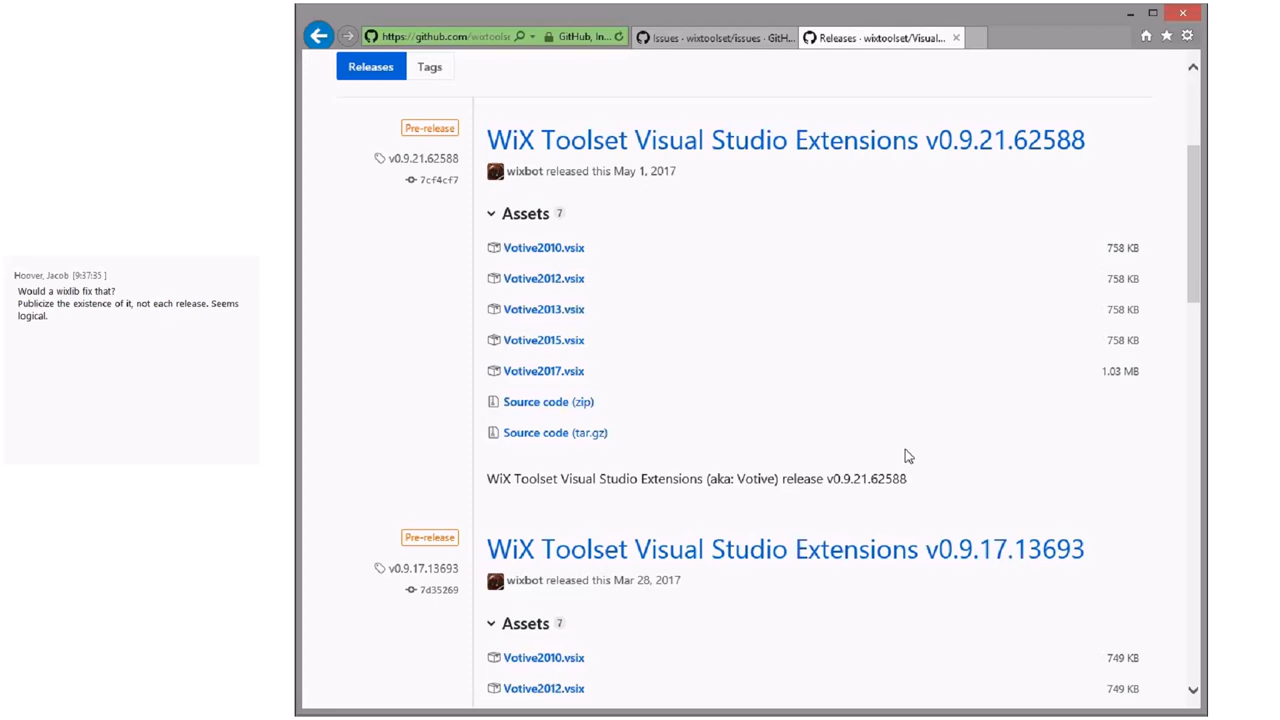 https://github.com/wixtoolse
GitHub, In...
Issues · wixtoolset/issues · GitH...
Releases · wixtoolset/Visual...
Releases
Tags
Pre-release
WiX Toolset Visual Studio Extensions v0.9.21.62588
v0.9.21.62588
wixbot released this May 1, 2017
7cf4cf7
Assets 7
Votive2010.vsix 758 KB
Votive2012.vsix 758 KB
Hoover, Jacob [9:37:35 ]
Would a wixlib fix that?
Publicize the existence of it, not each release. Seems
logical.
Votive2013.vsix 758 KB
Votive2015.vsix 758 KB
Votive2017.vsix 1.03 MB
Source code (zip)
Source code (tar.gz)
WiX Toolset Visual Studio Extensions (aka: Votive) release v0.9.21.62588
Pre-release
WiX Toolset Visual Studio Extensions v0.9.17.13693
v0.9.17.13693
wixbot released this Mar 28, 2017
7d35269
Assets 7
Votive2010.vsix 749 KB
Votive2012.vsix 749 KB